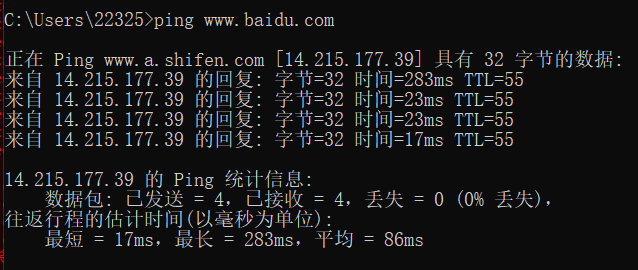 C:\Users\22325>ping www.baidu.com
正在 Ping www.a.shifen.com [14.215.177.39] 具有 32 字节的数据:
来自 14.215.177.39 的回复: 字节=32 时间=283ms TTL=55
来自 14.215.177.39 的回复: 字节=32 时间=23ms TTL=55
来自 14.215.177.39 的回复: 字节=32 时间=23ms TTL=55
来自 14.215.177.39 的回复: 字节=32 时间=17ms TTL=55
14.215.177.39 的 Ping 统计信息:
数据包: 已发送 = 4，已接收 = 4，丢失 = 0 (0% 丢失)，
往返行程的估计时间(以毫秒为单位):
最短 = 17ms，最长 = 283ms，平均 = 86ms